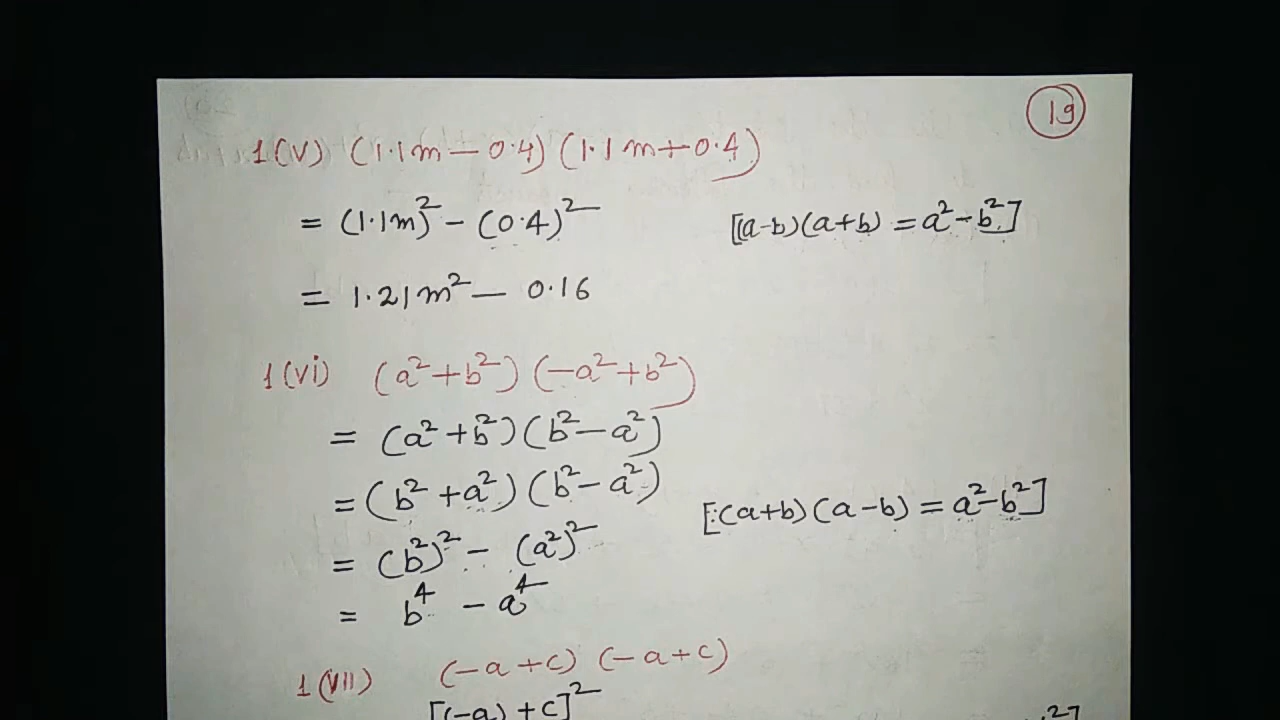 19
1(v) (1.1m - 0.4) (1.1m + 0.4)
= (1.1m)² - (0.4)² [(a-b)(a+b) = a² - b²]
= 1.21m² - 0.16
1(vi) (a² + b²) (-a² + b²)
= (a² + b²) (b² - a²)
= (b² + a²) (b² - a²) [∵(a+b)(a-b) = a² - b²]
= (b²)² - (a²)²
= b⁴ - a⁴
1(VII) (-a + c) (-a + c)
[(-a) + c]²